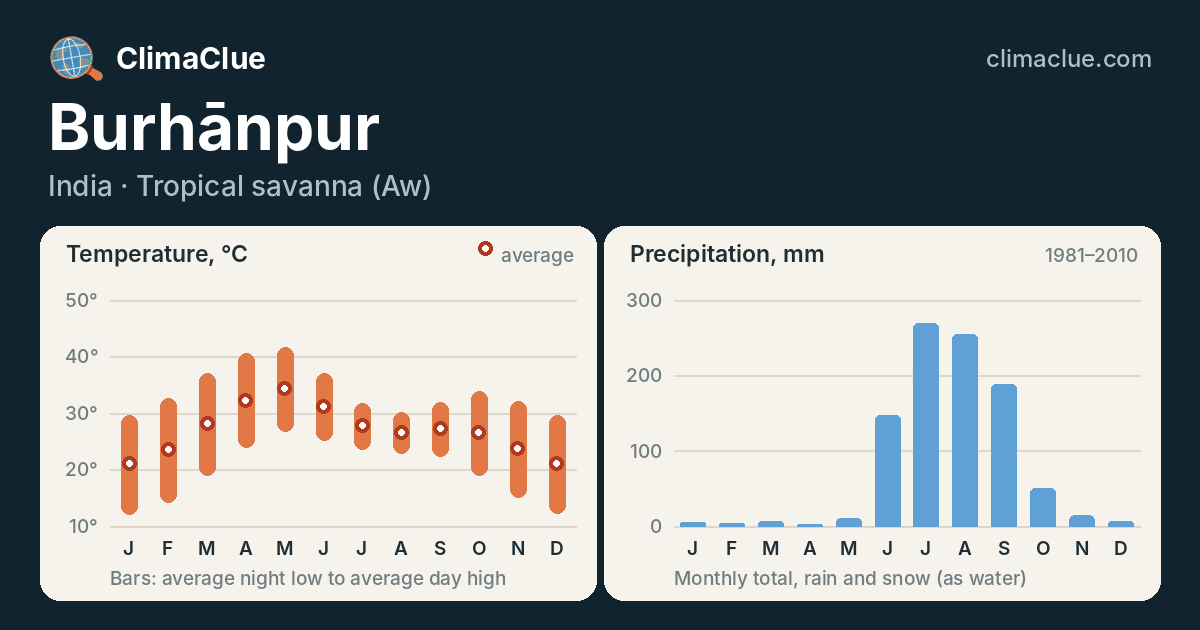 ClimaClue
climaclue.com
Burhānpur
India · Tropical savanna (Aw)
Temperature, °C
average
50°
40°
30°
20°
10°
J F M A M J J A S O N D
Bars: average night low to average day high
Precipitation, mm
1981–2010
300
200
100
0
J F M A M J J A S O N D
Monthly total, rain and snow (as water)